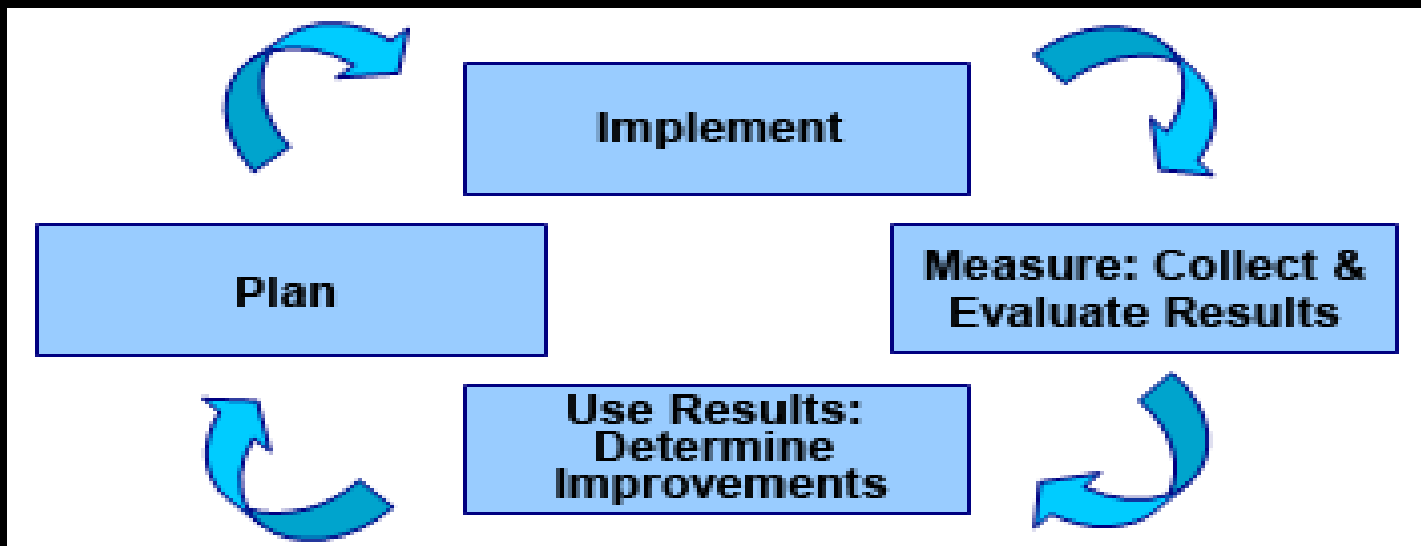 Implement
Plan
Measure: Collect &
Evaluate Results
Use Results:
Determine
Improvements